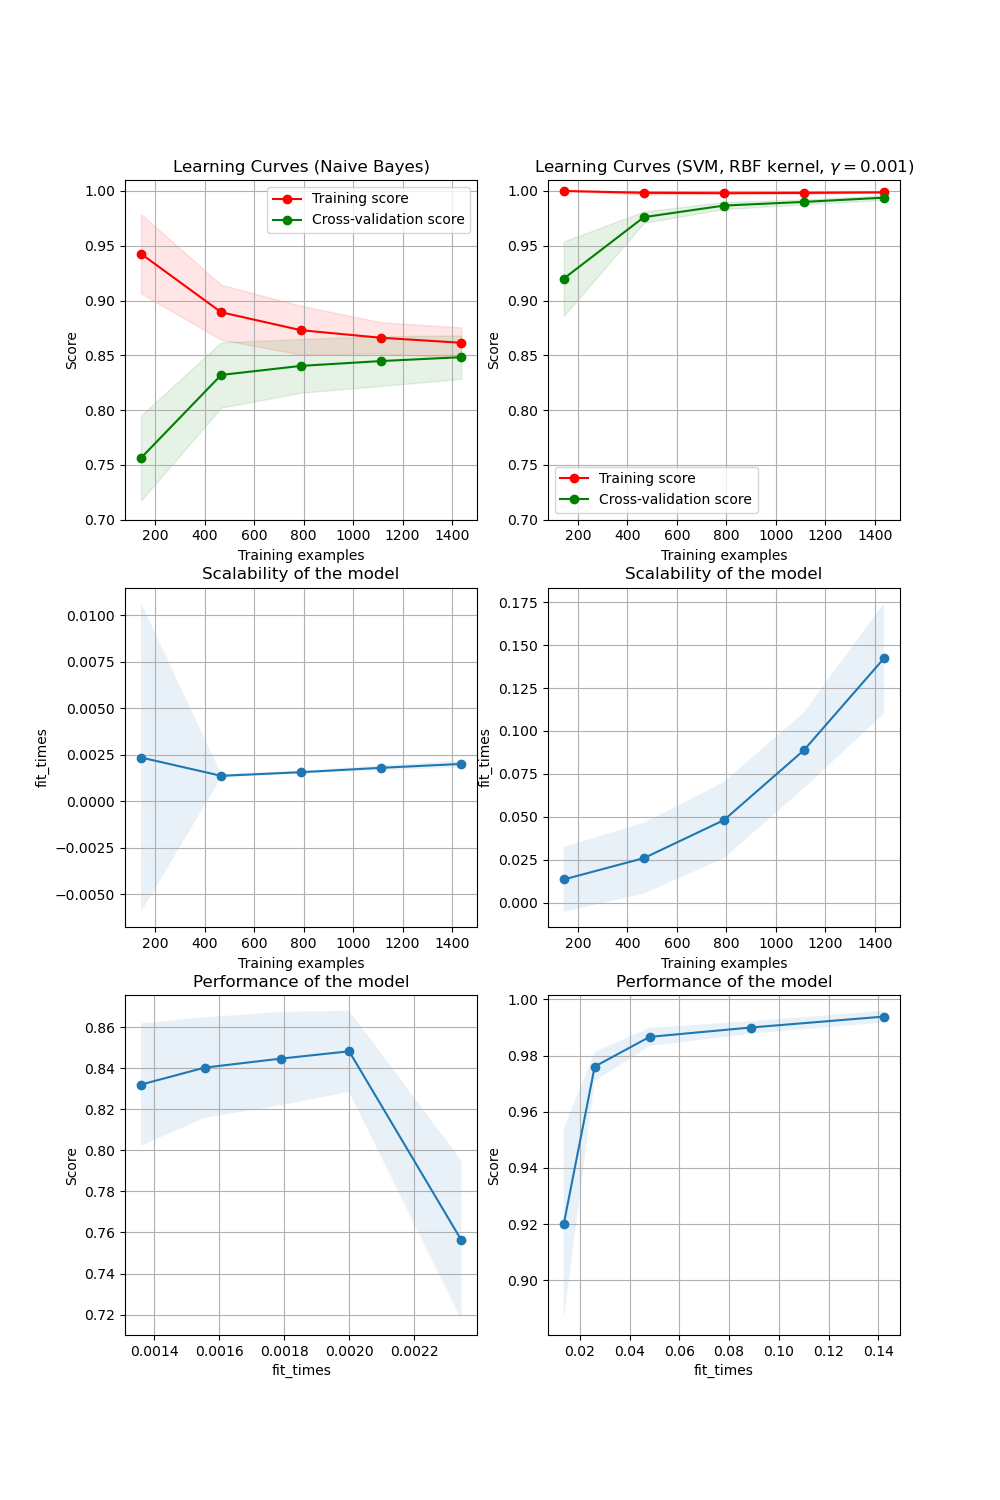 Learning Curves (Naive Bayes)
1.00
0.95
0.90
0.85
0.80
0.75
0.70
Score
Training score
Cross-validation score
200 400 600 800 1000 1200 1400
Training examples
Learning Curves (SVM, RBF kernel, γ = 0.001)
1.00
0.95
0.90
0.85
0.80
0.75
0.70
Score
Training score
Cross-validation score
200 400 600 800 1000 1200 1400
Training examples
Scalability of the model
0.0100
0.0075
0.0050
0.0025
0.0000
−0.0025
−0.0050
fit_times
200 400 600 800 1000 1200 1400
Training examples
Scalability of the model
0.175
0.150
0.125
0.100
0.075
0.050
0.025
0.000
fit_times
200 400 600 800 1000 1200 1400
Training examples
Performance of the model
0.86
0.84
0.82
0.80
0.78
0.76
0.74
0.72
Score
0.0014 0.0016 0.0018 0.0020 0.0022
fit_times
Performance of the model
1.00
0.98
0.96
0.94
0.92
0.90
Score
0.02 0.04 0.06 0.08 0.10 0.12 0.14
fit_times